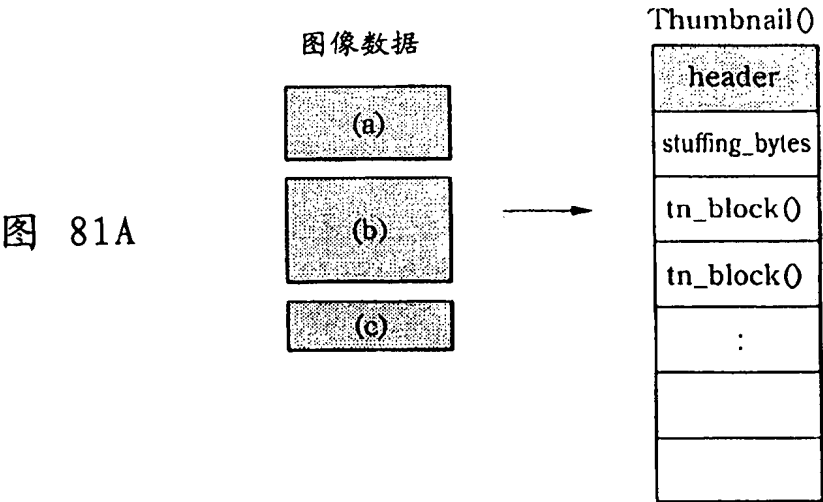 图 81A
图像数据
(a)
(b)
(c)
Thumbnail()
header
stuffing_bytes
tn_block()
tn_block()
: